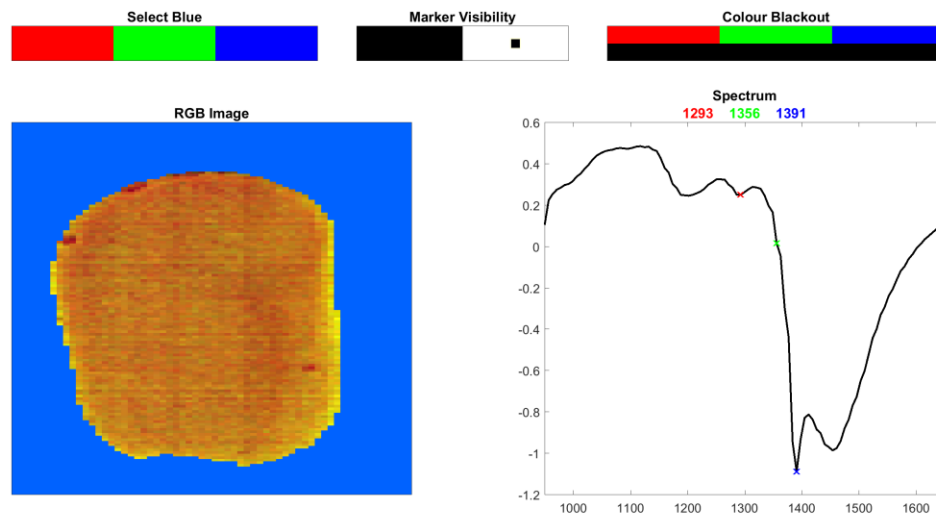 Select Blue
Marker Visibility
Colour Blackout
RGB Image
Spectrum
1293 1356 1391
0.6
0.4
0.2
0
-0.2
-0.4
-0.6
-0.8
-1
-1.2
1000 1100 1200 1300 1400 1500 1600